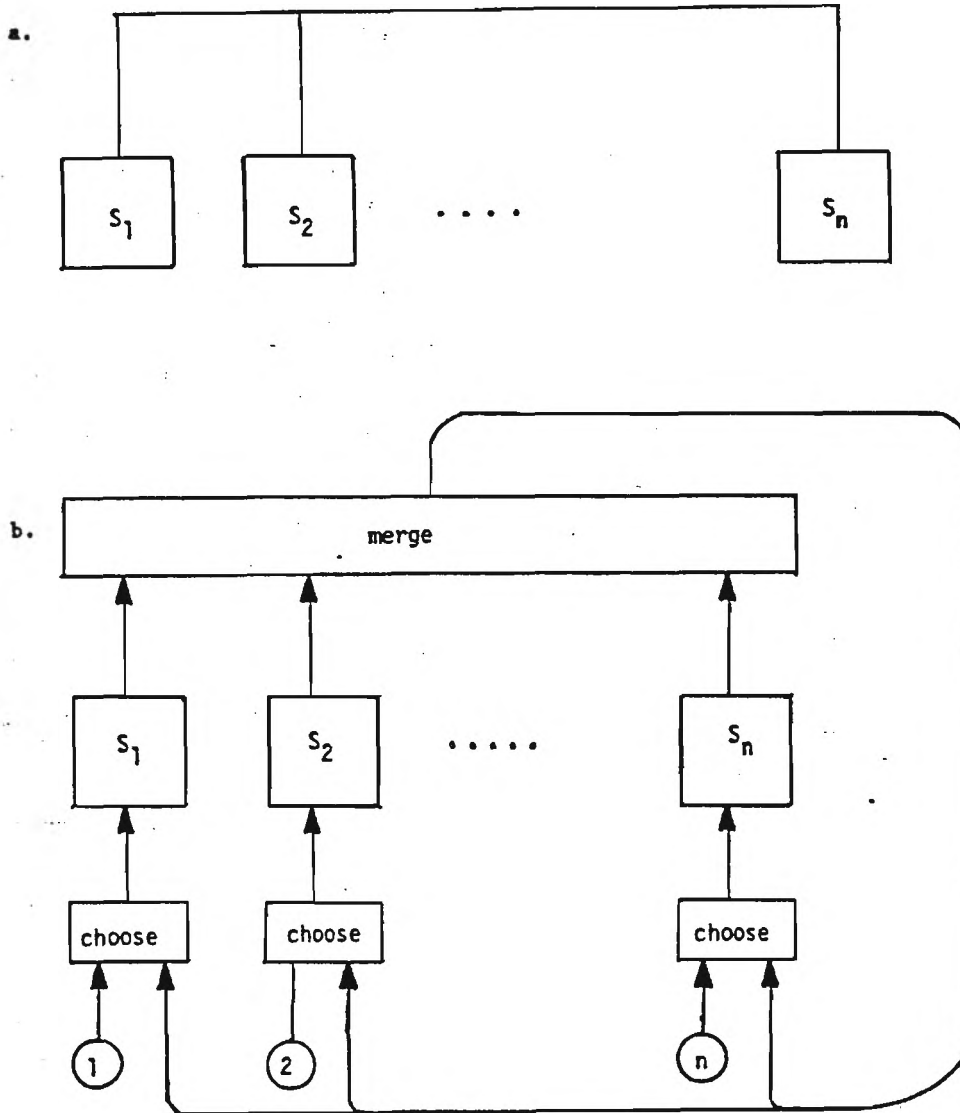 a.
S1 S2 . . . . Sn
b.
merge
S1 S2 . . . . . Sn
choose choose choose
1 2 n